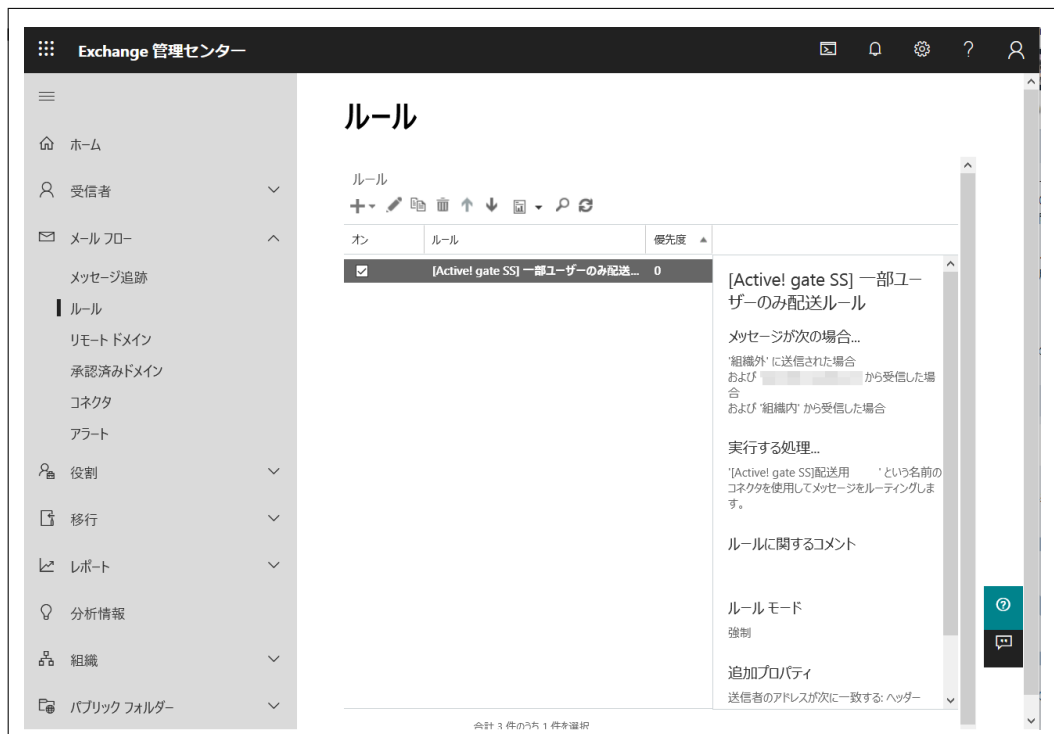 Exchange 管理センター
ホーム
受信者
メール フロー
メッセージ追跡
ルール
リモート ドメイン
承認済みドメイン
コネクタ
アラート
役割
移行
レポート
分析情報
組織
パブリック フォルダー
ルール
ルール
オン ルール 優先度
[Active! gate SS] 一部ユーザーのみ配送... 0
[Active! gate SS] 一部ユー
ザーのみ配送ルール
メッセージが次の場合...
'組織外' に送信された場合
および から受信した場
合
および '組織内' から受信した場合
実行する処理...
'[Active! gate SS]配送用 ' という名前の
コネクタを使用してメッセージをルーティングしま
す。
ルールに関するコメント
ルール モード
強制
追加プロパティ
送信者のアドレスが次に一致する: ヘッダー
合計 3 件のうち 1 件を選択